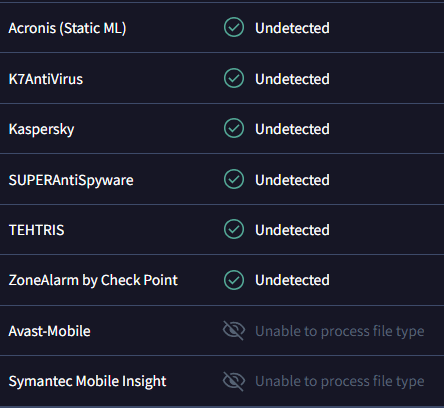 Acronis (Static ML) Undetected
K7AntiVirus Undetected
Kaspersky Undetected
SUPERAntiSpyware Undetected
TEHTRIS Undetected
ZoneAlarm by Check Point Undetected
Avast-Mobile Unable to process file type
Symantec Mobile Insight Unable to process file type